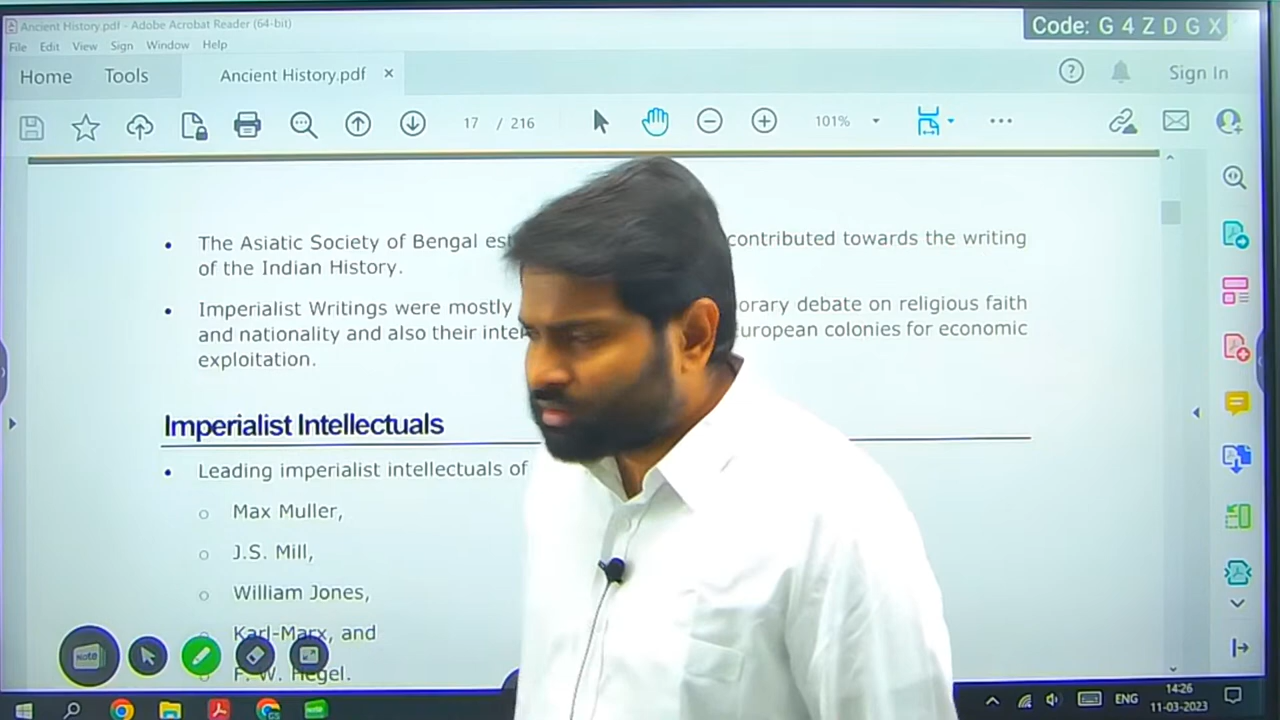 Ancient History.pdf - Adobe Acrobat Reader (64-bit)
Code: G 4 Z D G X
File Edit View Sign Window Help
Home Tools Ancient History.pdf × Sign In
17 / 216 101%
The Asiatic Society of Bengal contributed towards the writing
of the Indian History.
Imperialist Writings were mostly debate on religious faith
and nationality and also their colonies for economic
exploitation.
Imperialist Intellectuals
Leading imperialist intellectuals of
Max Muller,
J.S. Mill,
William Jones,
Karl-Marx, and
F. W. Hegel.
Note
ENG
14:26
11-03-2023